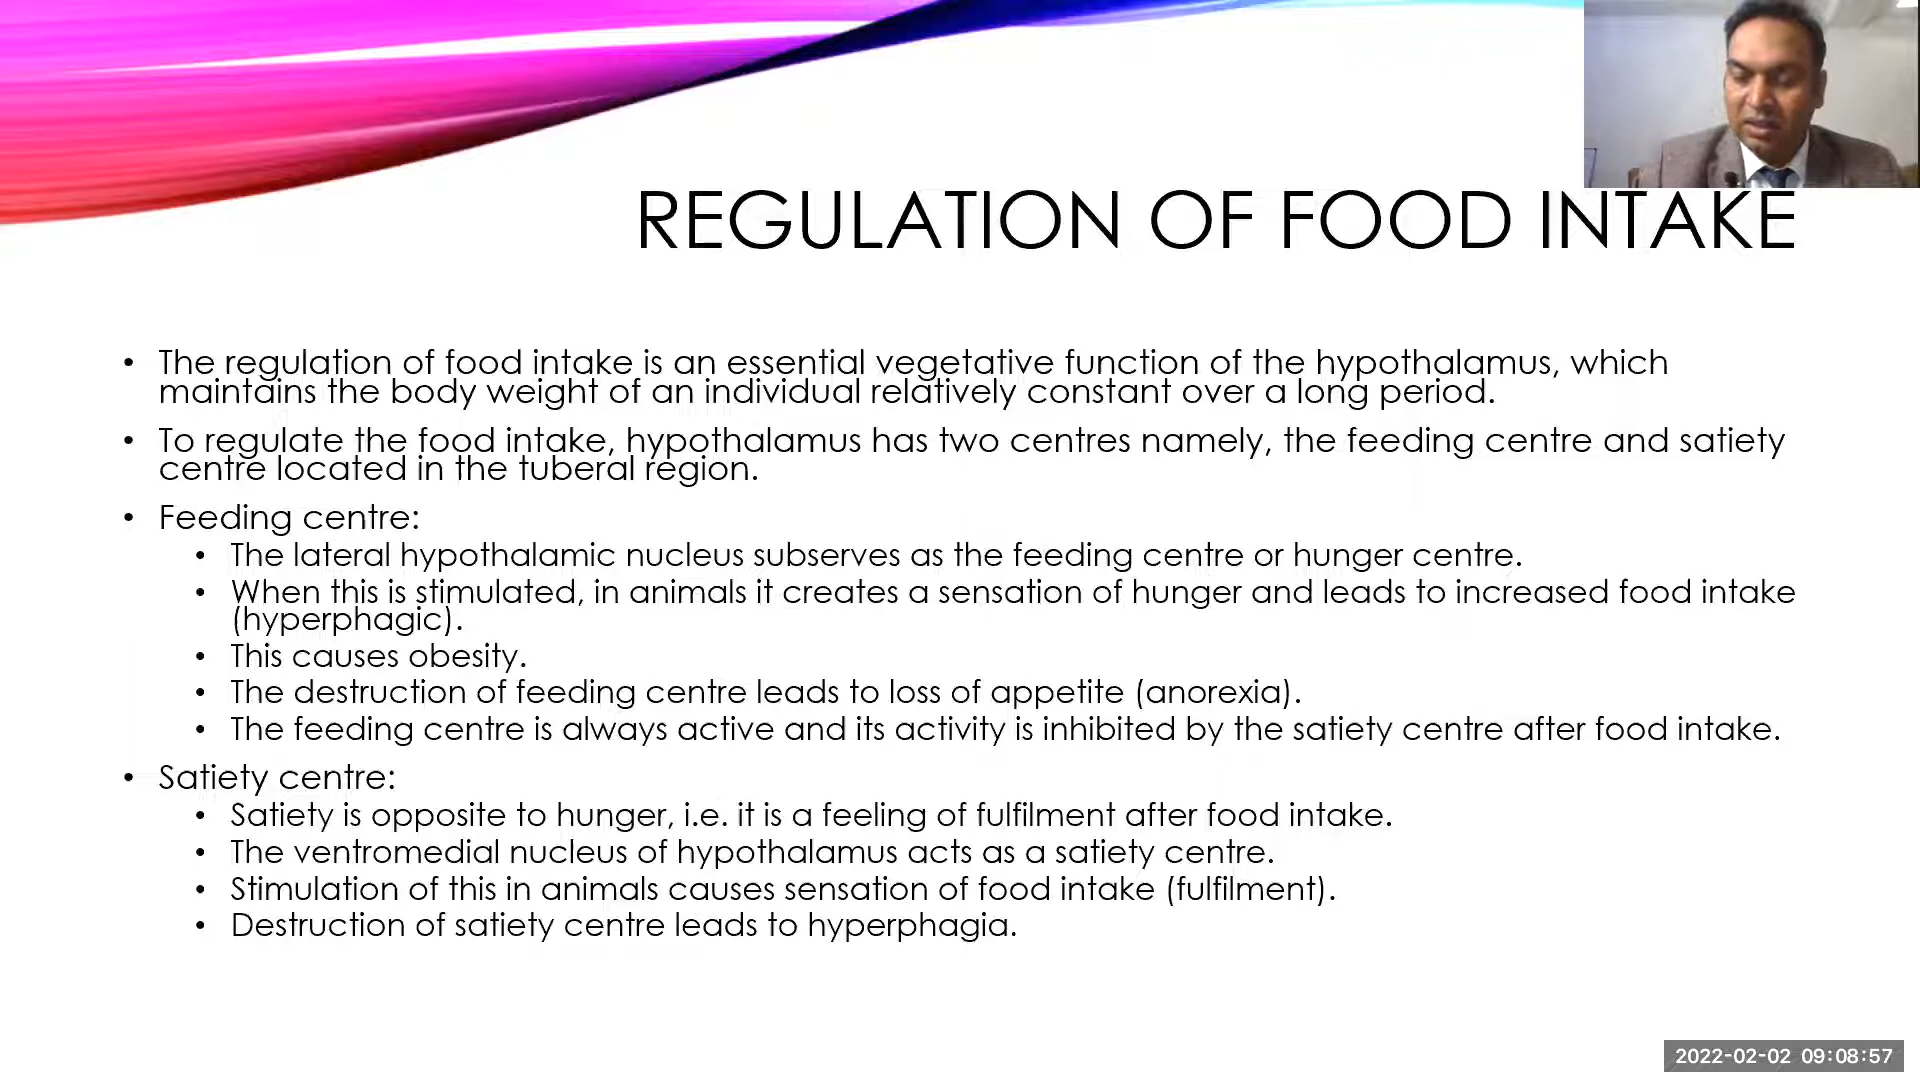 REGULATION OF FOOD INTAKE
• The regulation of food intake is an essential vegetative function of the hypothalamus, which
maintains the body weight of an individual relatively constant over a long period.
• To regulate the food intake, hypothalamus has two centres namely, the feeding centre and satiety
centre located in the tuberal region.
• Feeding centre:
• The lateral hypothalamic nucleus subserves as the feeding centre or hunger centre.
• When this is stimulated, in animals it creates a sensation of hunger and leads to increased food intake
(hyperphagic).
• This causes obesity.
• The destruction of feeding centre leads to loss of appetite (anorexia).
• The feeding centre is always active and its activity is inhibited by the satiety centre after food intake.
• Satiety centre:
• Satiety is opposite to hunger, i.e. it is a feeling of fulfilment after food intake.
• The ventromedial nucleus of hypothalamus acts as a satiety centre.
• Stimulation of this in animals causes sensation of food intake (fulfilment).
• Destruction of satiety centre leads to hyperphagia.
2022-02-02 09:08:57